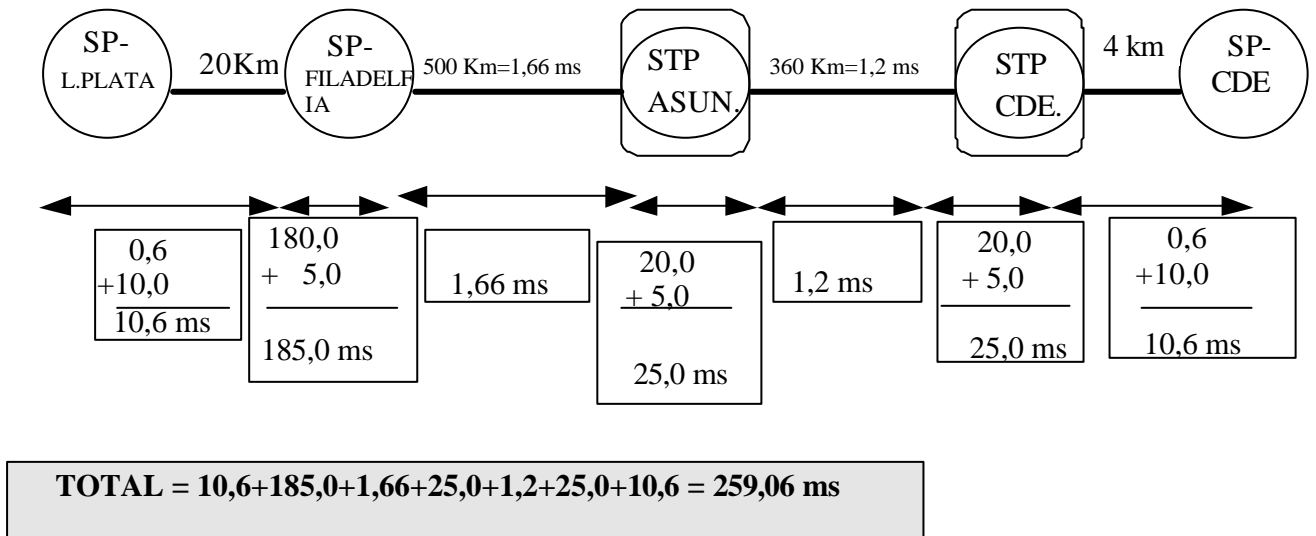 SP-
L.PLATA
20Km
SP-
FILADELF
IA
500 Km=1,66 ms
STP
ASUN.
360 Km=1,2 ms
STP
CDE.
4 km
SP-
CDE
0,6
+10,0
10,6 ms
180,0
+ 5,0
185,0 ms
1,66 ms
20,0
+ 5,0
25,0 ms
1,2 ms
20,0
+ 5,0
25,0 ms
0,6
+10,0
10,6 ms
TOTAL = 10,6+185,0+1,66+25,0+1,2+25,0+10,6 = 259,06 ms